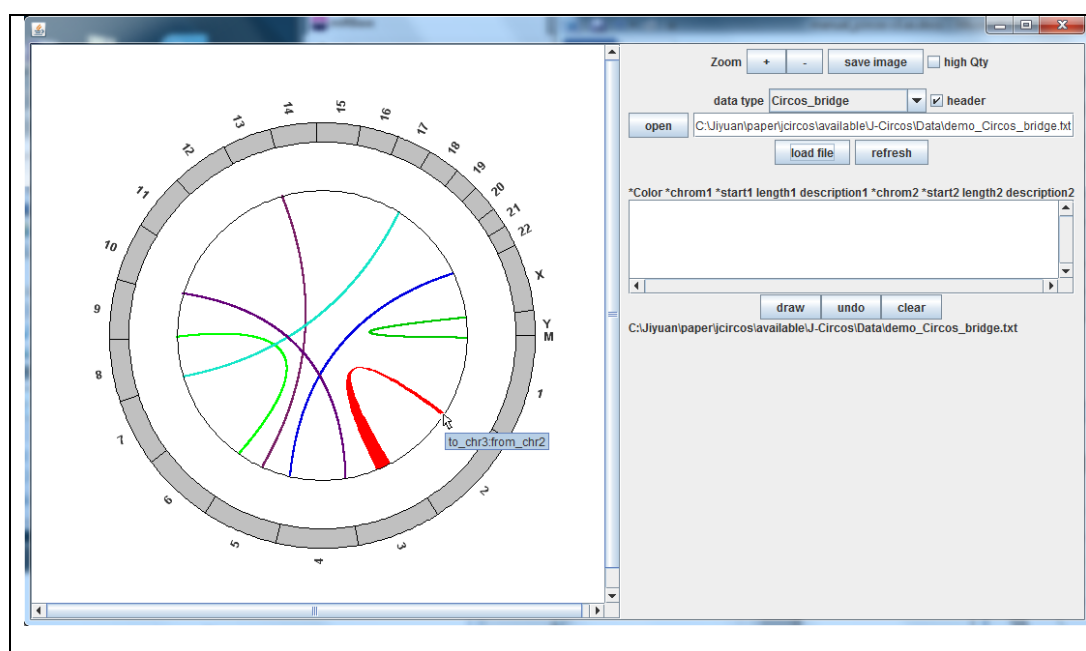 Zoom + - save image high Qty
data type Circos_bridge header
open C:\Jiyuan\paper\jcircos\available\J-Circos\Data\demo_Circos_bridge.txt
load file refresh
*Color *chrom1 *start1 length1 description1 *chrom2 *start2 length2 description2
draw undo clear
C:\Jiyuan\paper\jcircos\available\J-Circos\Data\demo_Circos_bridge.txt
1
2
3
4
5
6
7
8
9
10
11
12
13
14
15
16
17
18
19
20
21
22
X
Y
M
to_chr3:from_chr2